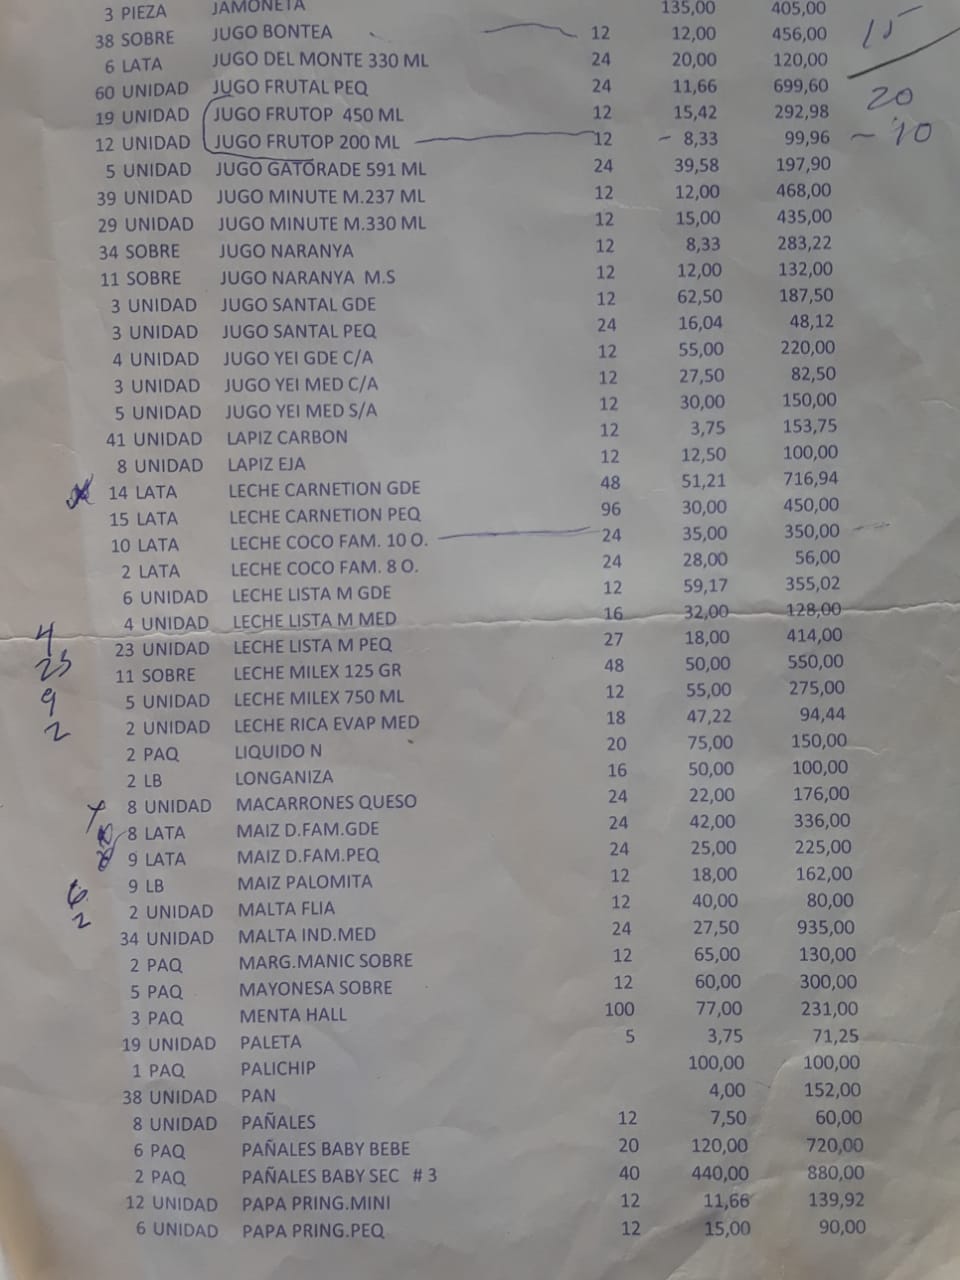 3 PIEZA JAMONETA 135,00 405,00
38 SOBRE JUGO BONTEA 12 12,00 456,00 15
6 LATA JUGO DEL MONTE 330 ML 24 20,00 120,00
60 UNIDAD JUGO FRUTAL PEQ 24 11,66 699,60 20
19 UNIDAD JUGO FRUTOP 450 ML 12 15,42 292,98
12 UNIDAD JUGO FRUTOP 200 ML 12 8,33 99,96 10
5 UNIDAD JUGO GATORADE 591 ML 24 39,58 197,90
39 UNIDAD JUGO MINUTE M.237 ML 12 12,00 468,00
29 UNIDAD JUGO MINUTE M.330 ML 12 15,00 435,00
34 SOBRE JUGO NARANYA 12 8,33 283,22
11 SOBRE JUGO NARANYA M.S 12 12,00 132,00
3 UNIDAD JUGO SANTAL GDE 12 62,50 187,50
3 UNIDAD JUGO SANTAL PEQ 24 16,04 48,12
4 UNIDAD JUGO YEI GDE C/A 12 55,00 220,00
3 UNIDAD JUGO YEI MED C/A 12 27,50 82,50
5 UNIDAD JUGO YEI MED S/A 12 30,00 150,00
41 UNIDAD LAPIZ CARBON 12 3,75 153,75
8 UNIDAD LAPIZ EJA 12 12,50 100,00
14 LATA LECHE CARNETION GDE 48 51,21 716,94
15 LATA LECHE CARNETION PEQ 96 30,00 450,00
10 LATA LECHE COCO FAM. 10 O. 24 35,00 350,00
2 LATA LECHE COCO FAM. 8 O. 24 28,00 56,00
6 UNIDAD LECHE LISTA M GDE 12 59,17 355,02
4 UNIDAD LECHE LISTA M MED 16 32,00 128,00
4 23 UNIDAD LECHE LISTA M PEQ 27 18,00 414,00
23 11 SOBRE LECHE MILEX 125 GR 48 50,00 550,00
9 5 UNIDAD LECHE MILEX 750 ML 12 55,00 275,00
2 2 UNIDAD LECHE RICA EVAP MED 18 47,22 94,44
2 PAQ LIQUIDO N 20 75,00 150,00
2 LB LONGANIZA 16 50,00 100,00
8 UNIDAD MACARRONES QUESO 24 22,00 176,00
8 LATA MAIZ D.FAM.GDE 24 42,00 336,00
9 LATA MAIZ D.FAM.PEQ 24 25,00 225,00
9 LB MAIZ PALOMITA 12 18,00 162,00
2 2 UNIDAD MALTA FLIA 12 40,00 80,00
34 UNIDAD MALTA IND.MED 24 27,50 935,00
2 PAQ MARG.MANIC SOBRE 12 65,00 130,00
5 PAQ MAYONESA SOBRE 12 60,00 300,00
3 PAQ MENTA HALL 100 77,00 231,00
19 UNIDAD PALETA 5 3,75 71,25
1 PAQ PALICHIP 100,00 100,00
38 UNIDAD PAN 4,00 152,00
8 UNIDAD PAÑALES 12 7,50 60,00
6 PAQ PAÑALES BABY BEBE 20 120,00 720,00
2 PAQ PAÑALES BABY SEC # 3 40 440,00 880,00
12 UNIDAD PAPA PRING.MINI 12 11,66 139,92
6 UNIDAD PAPA PRING.PEQ 12 15,00 90,00